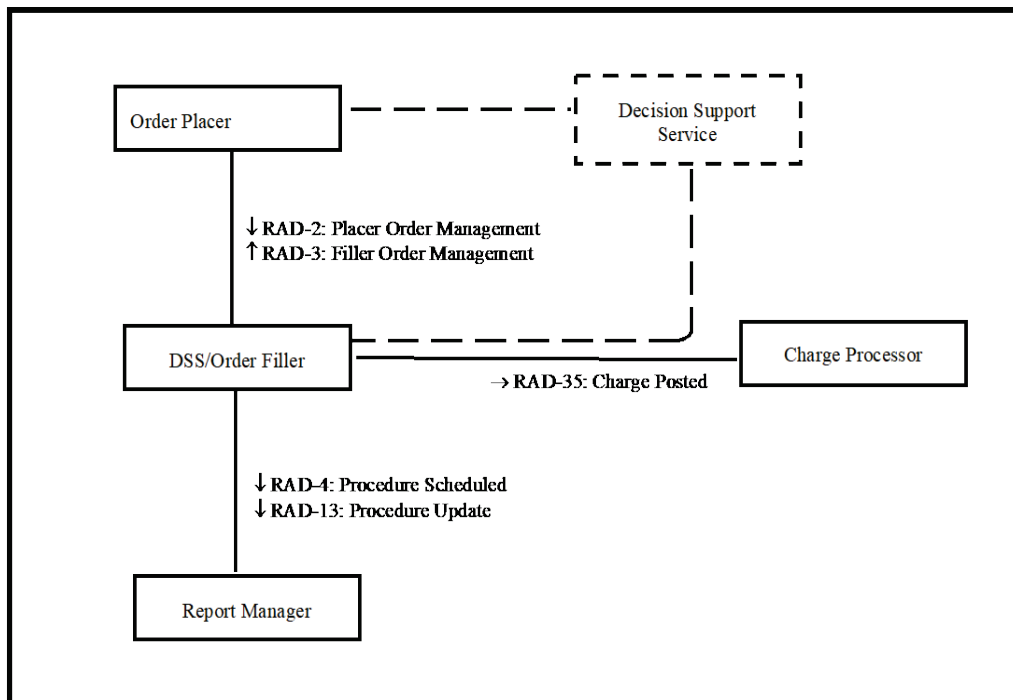 Order Placer
Decision Support
Service
↓ RAD-2: Placer Order Management
↑ RAD-3: Filler Order Management
DSS/Order Filler
Charge Processor
→ RAD-35: Charge Posted
↓ RAD-4: Procedure Scheduled
↓ RAD-13: Procedure Update
Report Manager